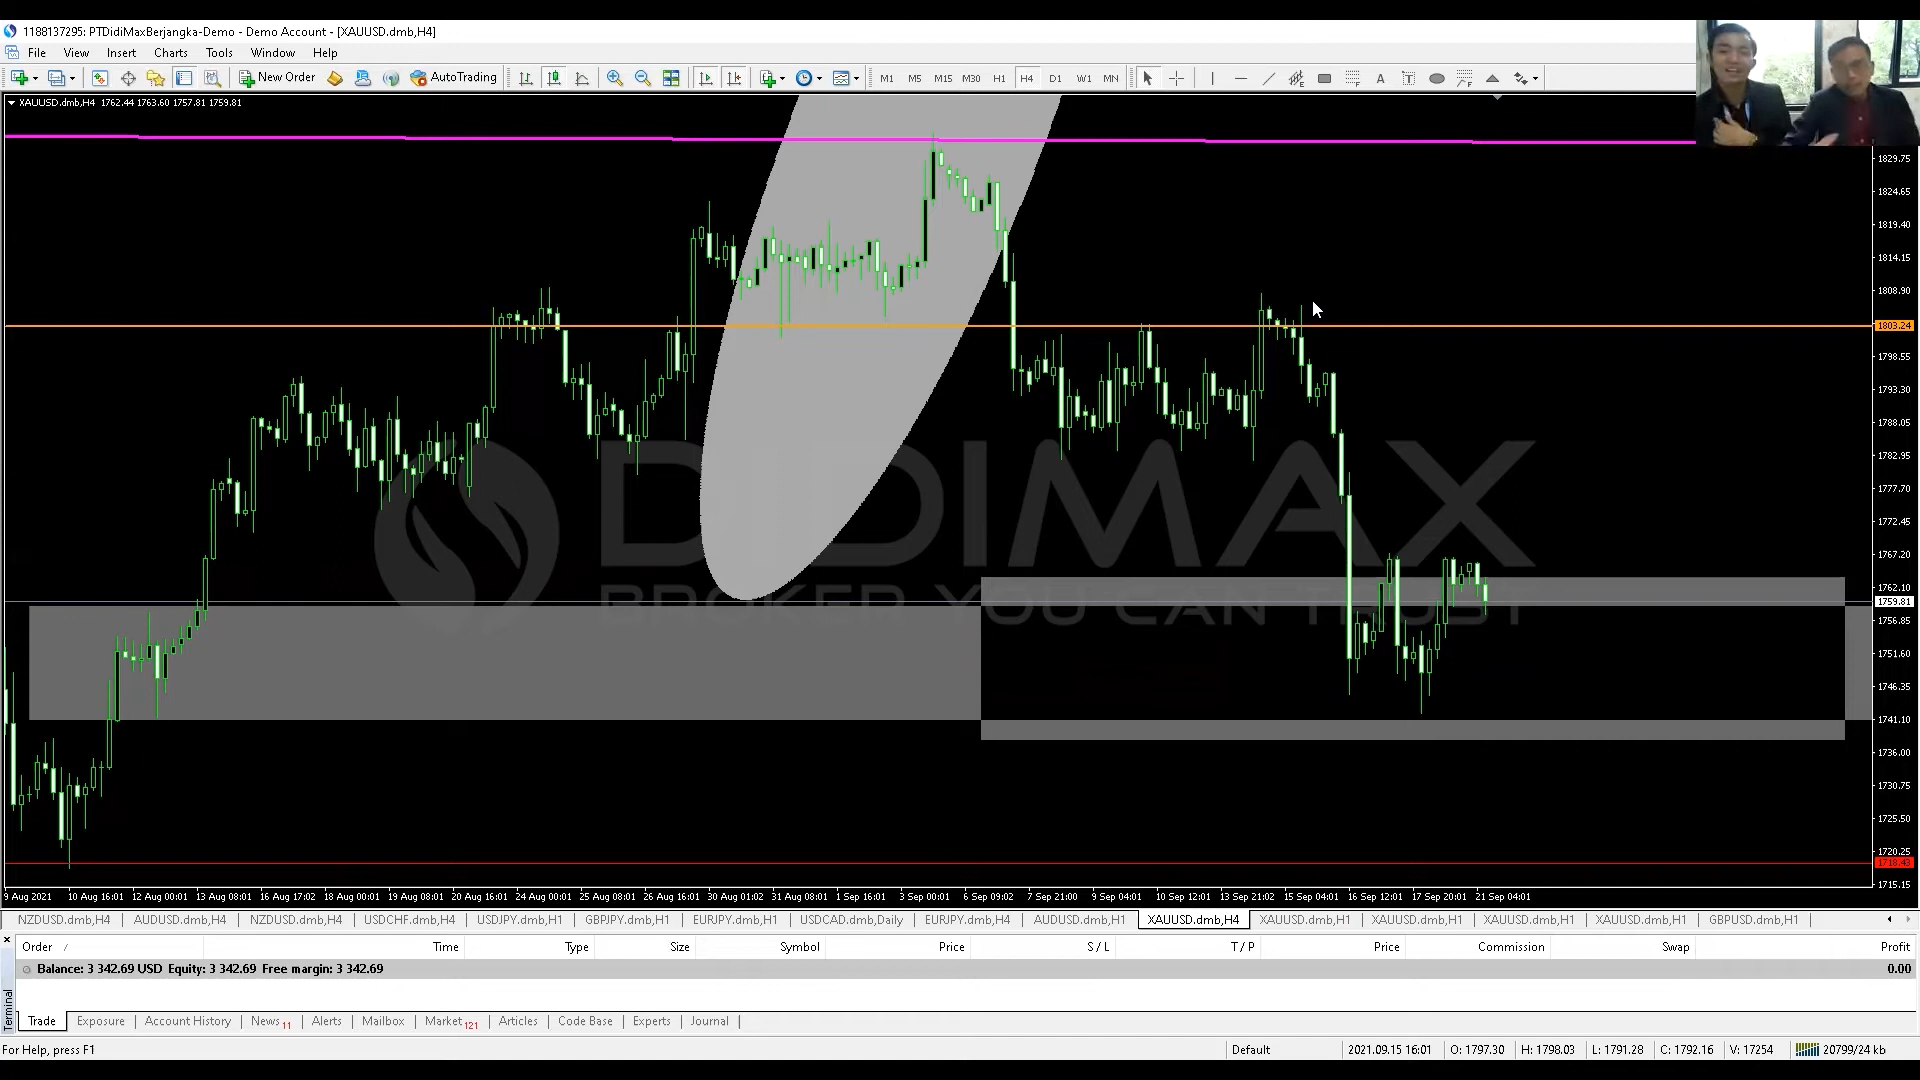 1188137295: PTDidiMaxBerjangka-Demo - Demo Account - [XAUUSD.dmb,H4]
File View Insert Charts Tools Window Help
New Order AutoTrading M1 M5 M15 M30 H1 H4 D1 W1 MN A T
XAUUSD.dmb,H4 1762.44 1763.60 1757.81 1759.81
1829.75
1824.65
1819.40
1814.15
1808.90
1803.24
1798.55
1793.30
1788.05
1782.95
1777.70
1772.45
1767.20
1762.10
1759.81
1756.85
1751.60
1746.35
1741.10
1736.00
1730.75
1725.50
1720.25
1718.43
1715.15
DIDIMAX
BROKER YOU CAN TRUST
9 Aug 2021 10 Aug 16:01 12 Aug 00:01 13 Aug 08:01 16 Aug 17:02 18 Aug 00:01 19 Aug 08:01 20 Aug 16:01 24 Aug 00:01 25 Aug 08:01 26 Aug 16:01 30 Aug 01:02 31 Aug 08:01 1 Sep 16:01 3 Sep 00:01 6 Sep 09:02 7 Sep 21:00 9 Sep 04:01 10 Sep 12:01 13 Sep 21:02 15 Sep 04:01 16 Sep 12:01 17 Sep 20:01 21 Sep 04:01
NZDUSD.dmb,H4 AUDUSD.dmb,H4 NZDUSD.dmb,H4 USDCHF.dmb,H4 USDJPY.dmb,H1 GBPJPY.dmb,H1 EURJPY.dmb,H1 USDCAD.dmb,Daily EURJPY.dmb,H4 AUDUSD.dmb,H1 XAUUSD.dmb,H4 XAUUSD.dmb,H1 XAUUSD.dmb,H1 XAUUSD.dmb,H1 XAUUSD.dmb,H1 GBPUSD.dmb,H1
Order / Time Type Size Symbol Price S / L T / P Price Commission Swap Profit
Balance: 3 342.69 USD Equity: 3 342.69 Free margin: 3 342.69 0.00
Terminal
Trade Exposure Account History News 11 Alerts Mailbox Market 121 Articles Code Base Experts Journal
For Help, press F1 Default 2021.09.15 16:01 O: 1797.30 H: 1798.03 L: 1791.28 C: 1792.16 V: 17254 20799/24 kb